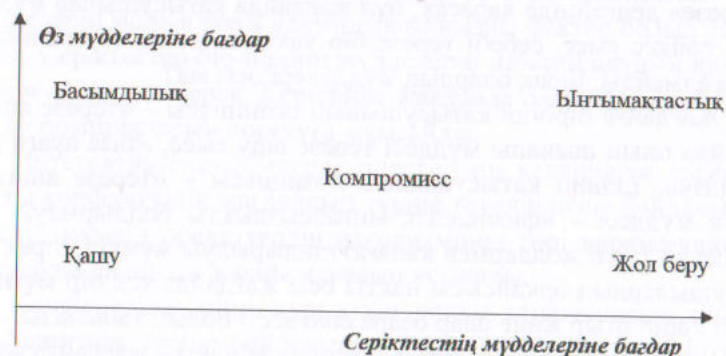 Өз мүдделеріне бағдар
Басымдылық
Ынтымақтастық
Компромисс
Қашу
Жол беру
Серіктестің мүдделеріне бағдар